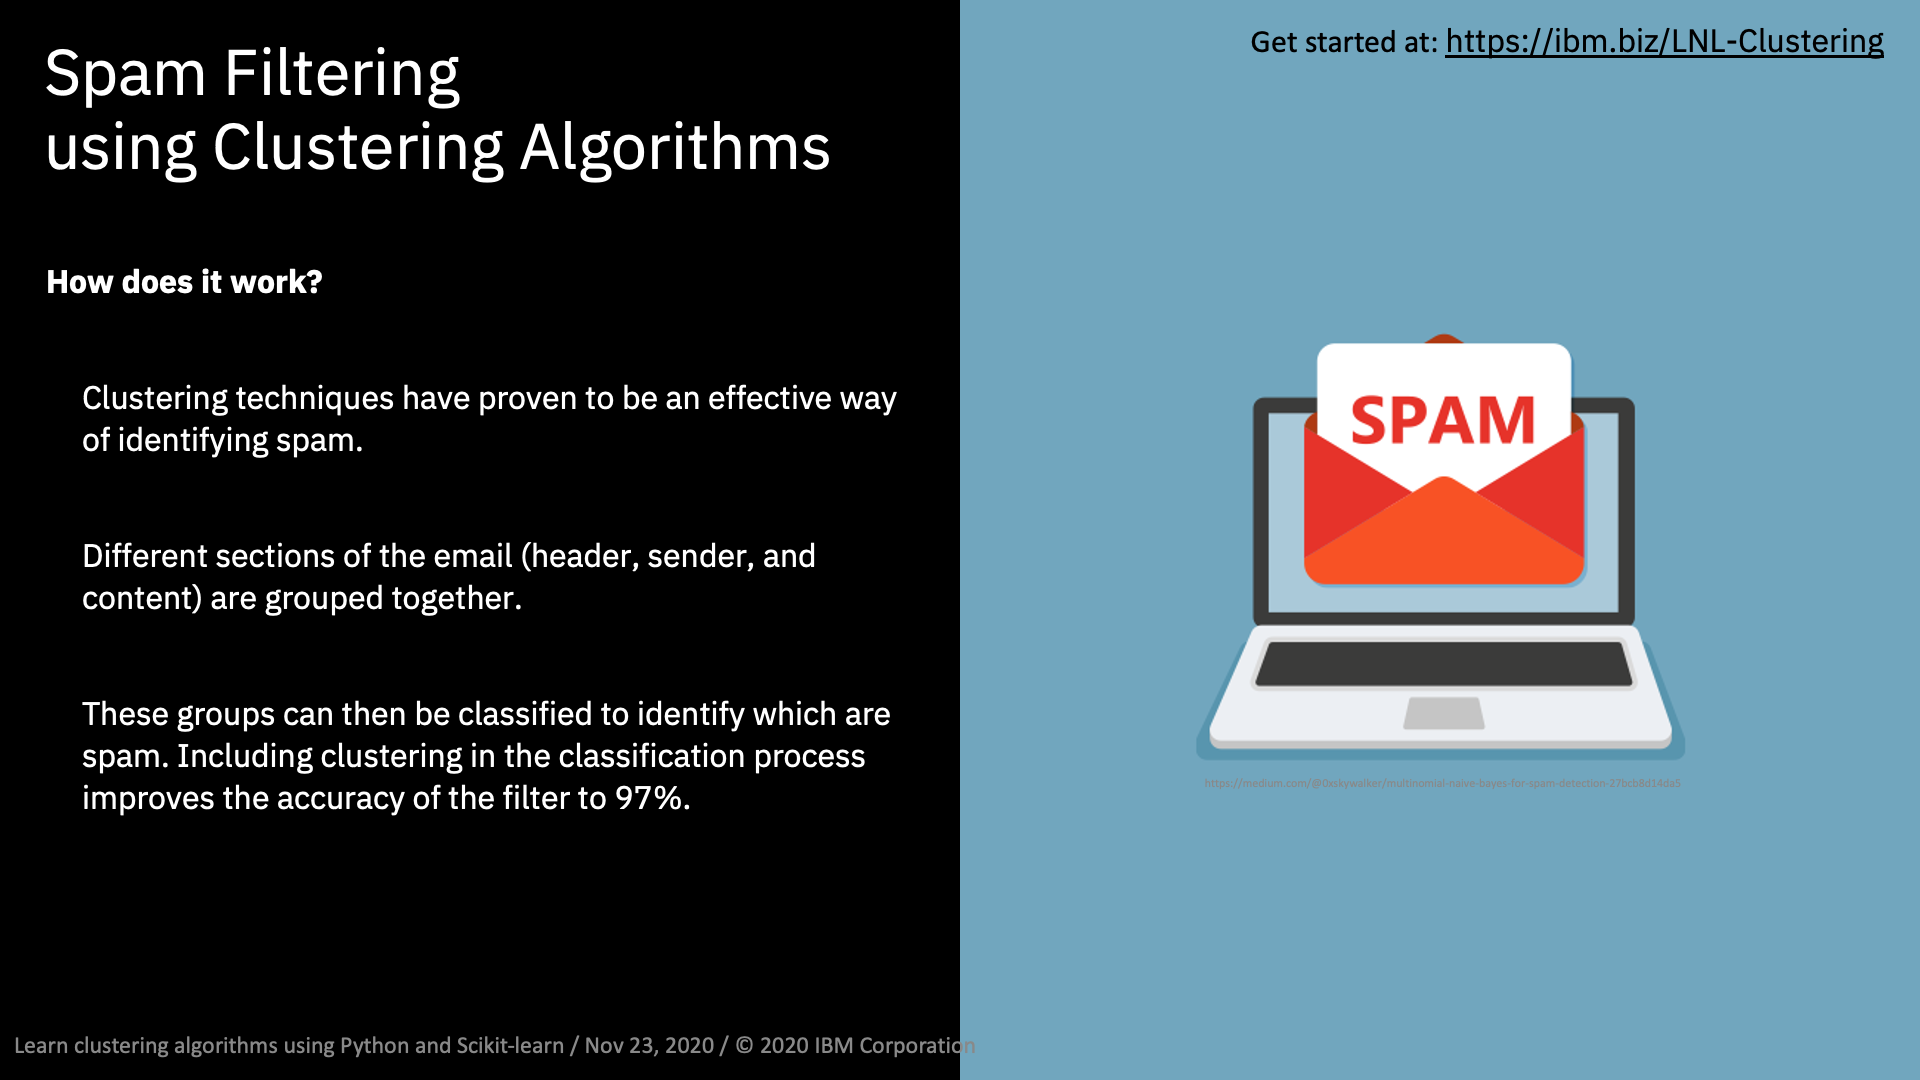 Spam Filtering
using Clustering Algorithms
Get started at: https://ibm.biz/LNL-Clustering
How does it work?
Clustering techniques have proven to be an effective way
of identifying spam.
Different sections of the email (header, sender, and
content) are grouped together.
These groups can then be classified to identify which are
spam. Including clustering in the classification process
improves the accuracy of the filter to 97%.
SPAM
https://medium.com/@0xskywalker/multinomial-naive-bayes-for-spam-detection-27bcb8d14da5
Learn clustering algorithms using Python and Scikit-learn / Nov 23, 2020 / © 2020 IBM Corporation